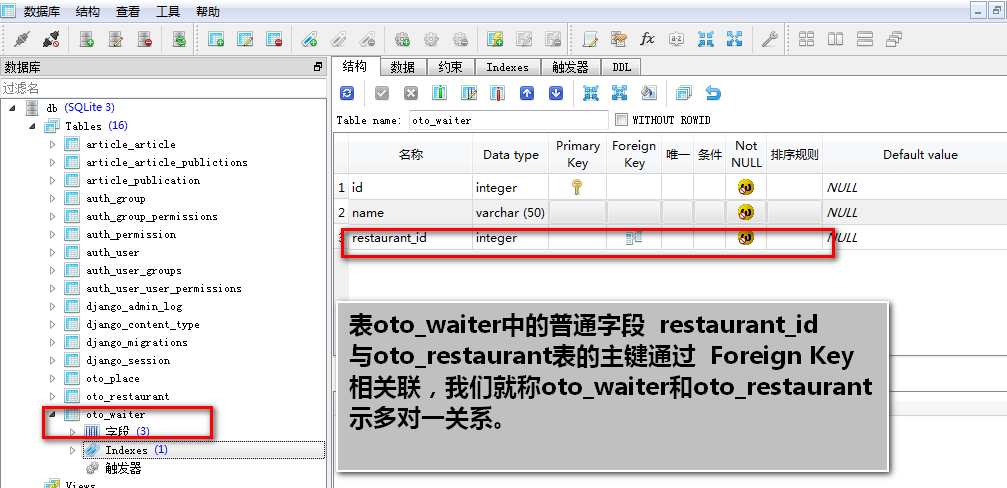 数据库 结构 查看 工具 帮助
数据库
过滤名
db (SQLite 3)
Tables (16)
article_article
article_article_publictions
article_publication
auth_group
auth_group_permissions
auth_permission
auth_user
auth_user_groups
auth_user_user_permissions
django_admin_log
django_content_type
django_migrations
django_session
oto_place
oto_restaurant
oto_waiter
字段 (3)
Indexes (1)
触发器
Views
结构 数据 约束 Indexes 触发器 DDL
Table name: oto_waiter WITHOUT ROWID
名称 Data type Primary Key Foreign Key 唯一 条件 Not NULL 排序规则 Default value
1 id integer NULL
2 name varchar (50) NULL
3 restaurant_id integer NULL
表oto_waiter中的普通字段 restaurant_id
与oto_restaurant表的主键通过 Foreign Key
相关联，我们就称oto_waiter和oto_restaurant
示多对一关系。